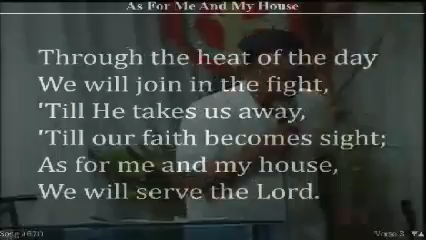 As For Me And My House
Through the heat of the day
We will join in the fight,
'Till He takes us away,
'Till our faith becomes sight;
As for me and my house,
We will serve the Lord.
Verse 3